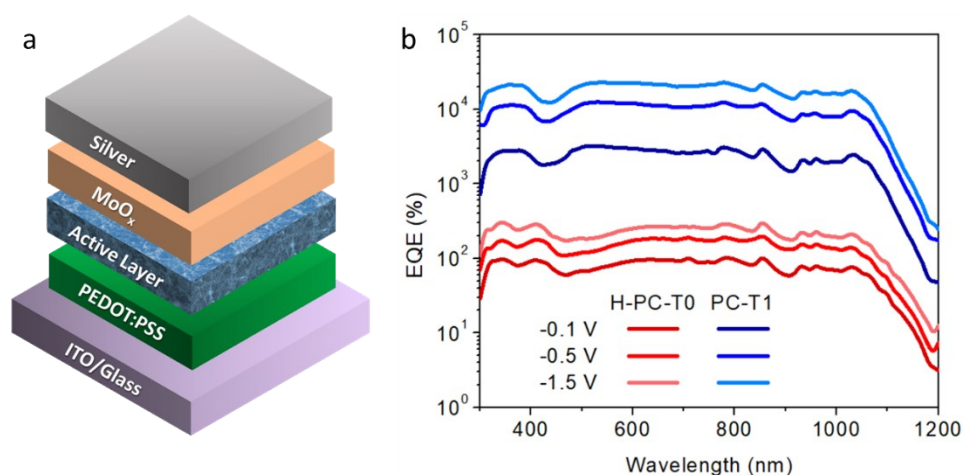 a
Silver
MoOx
Active Layer
PEDOT:PSS
ITO/Glass
b
EQE (%)
10^5
10^4
10^3
10^2
10^1
10^0
H-PC-T0 PC-T1
-0.1 V
-0.5 V
-1.5 V
400 600 800 1000 1200
Wavelength (nm)